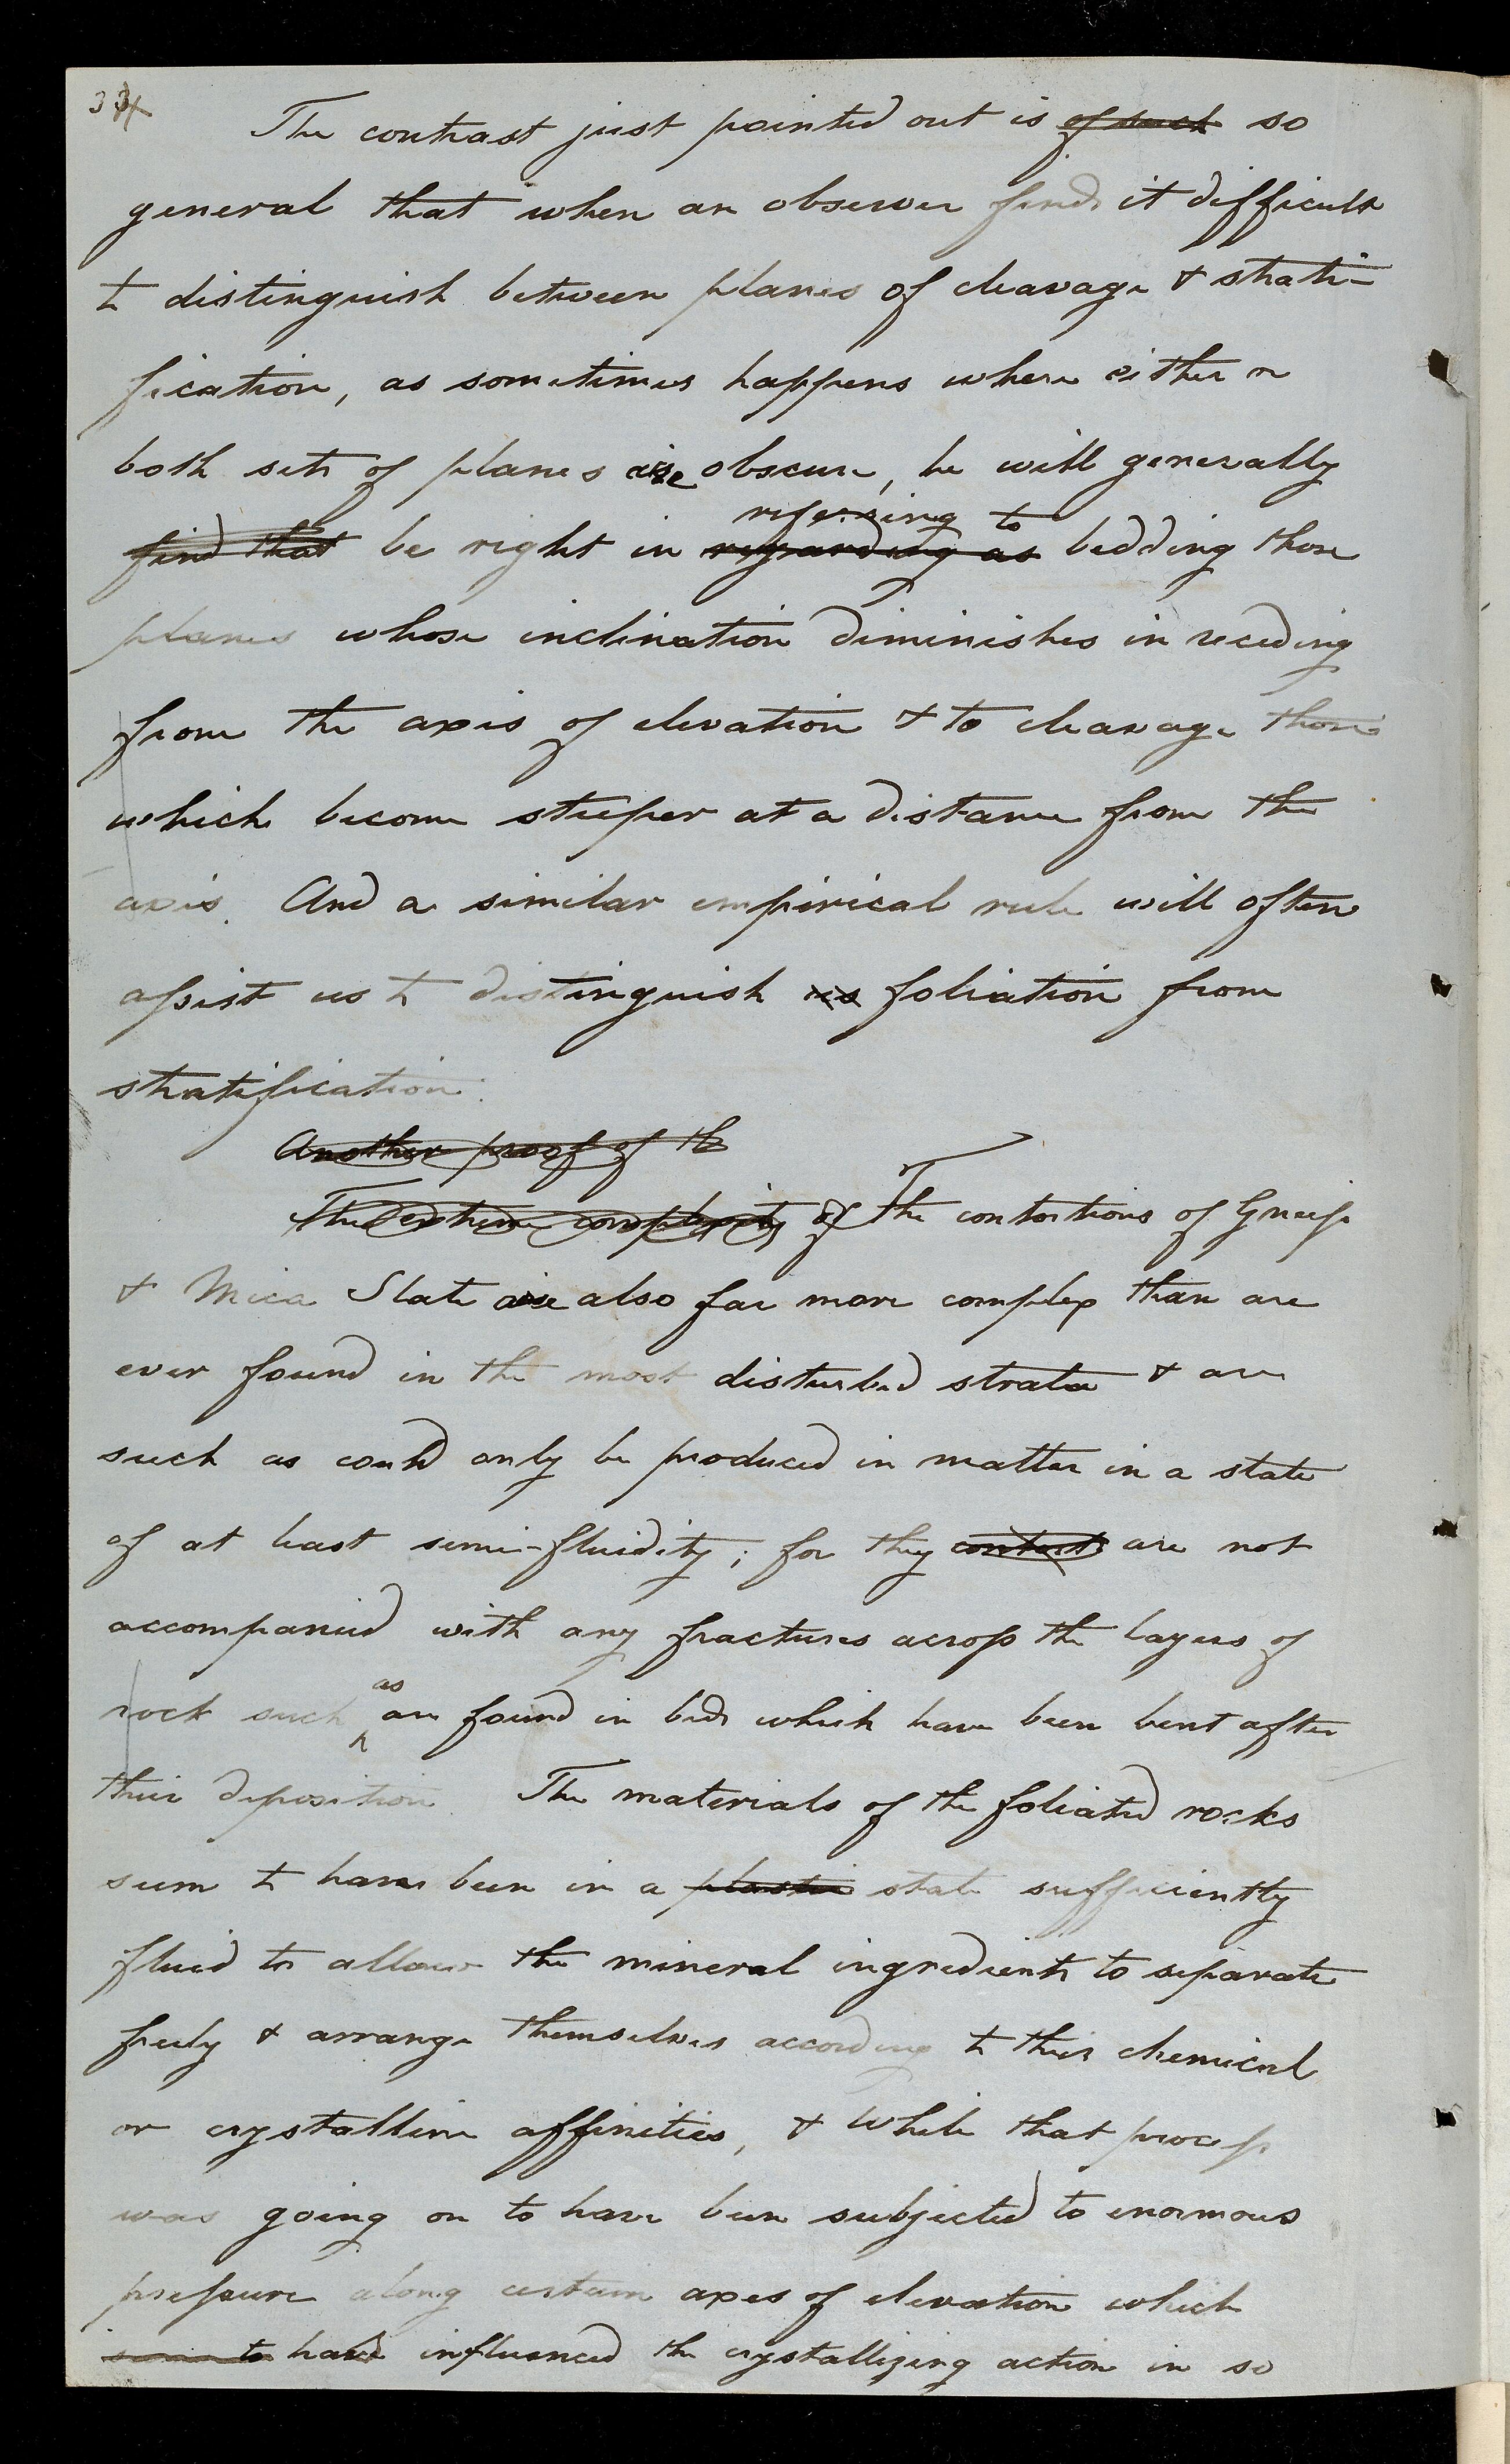 The contrast just pointed out is of such so
general that when an observer finds it difficult
to distinguish between planes of cleavage & strati-
fication, as sometimes happens where either or
both sets of planes are obscure, he will generally
referring to
find that be right in regarding as bedding those
planes whose inclination diminishes in receding
from the axis of elevation & to cleavage those
which become steeper at a distance from the
axis. And a similar empirical rule will often
assist us to distinguish us foliation from
stratification.
Another proof of th
The extreme complexity of The contortions of Gneiss
& Mica Slate are also far more complex than are
ever found in the most disturbed strata & are
such as could only be produced in matter in a state
of at least semi-fluidity; for they are not
accompanied with any fractures across the layers of
as
rock such are found in beds which have been bent after
their deposition. The materials of the foliated rocks
seem to have been in a plastic state sufficiently
fluid to allow the mineral ingredients to separate
freely & arrange themselves according to their chemical
or crystalline affinities, & while that process
was going on to have been subjected to enormous
pressure along certain axes of elevation which
seem to have influenced the crystallizing action in so